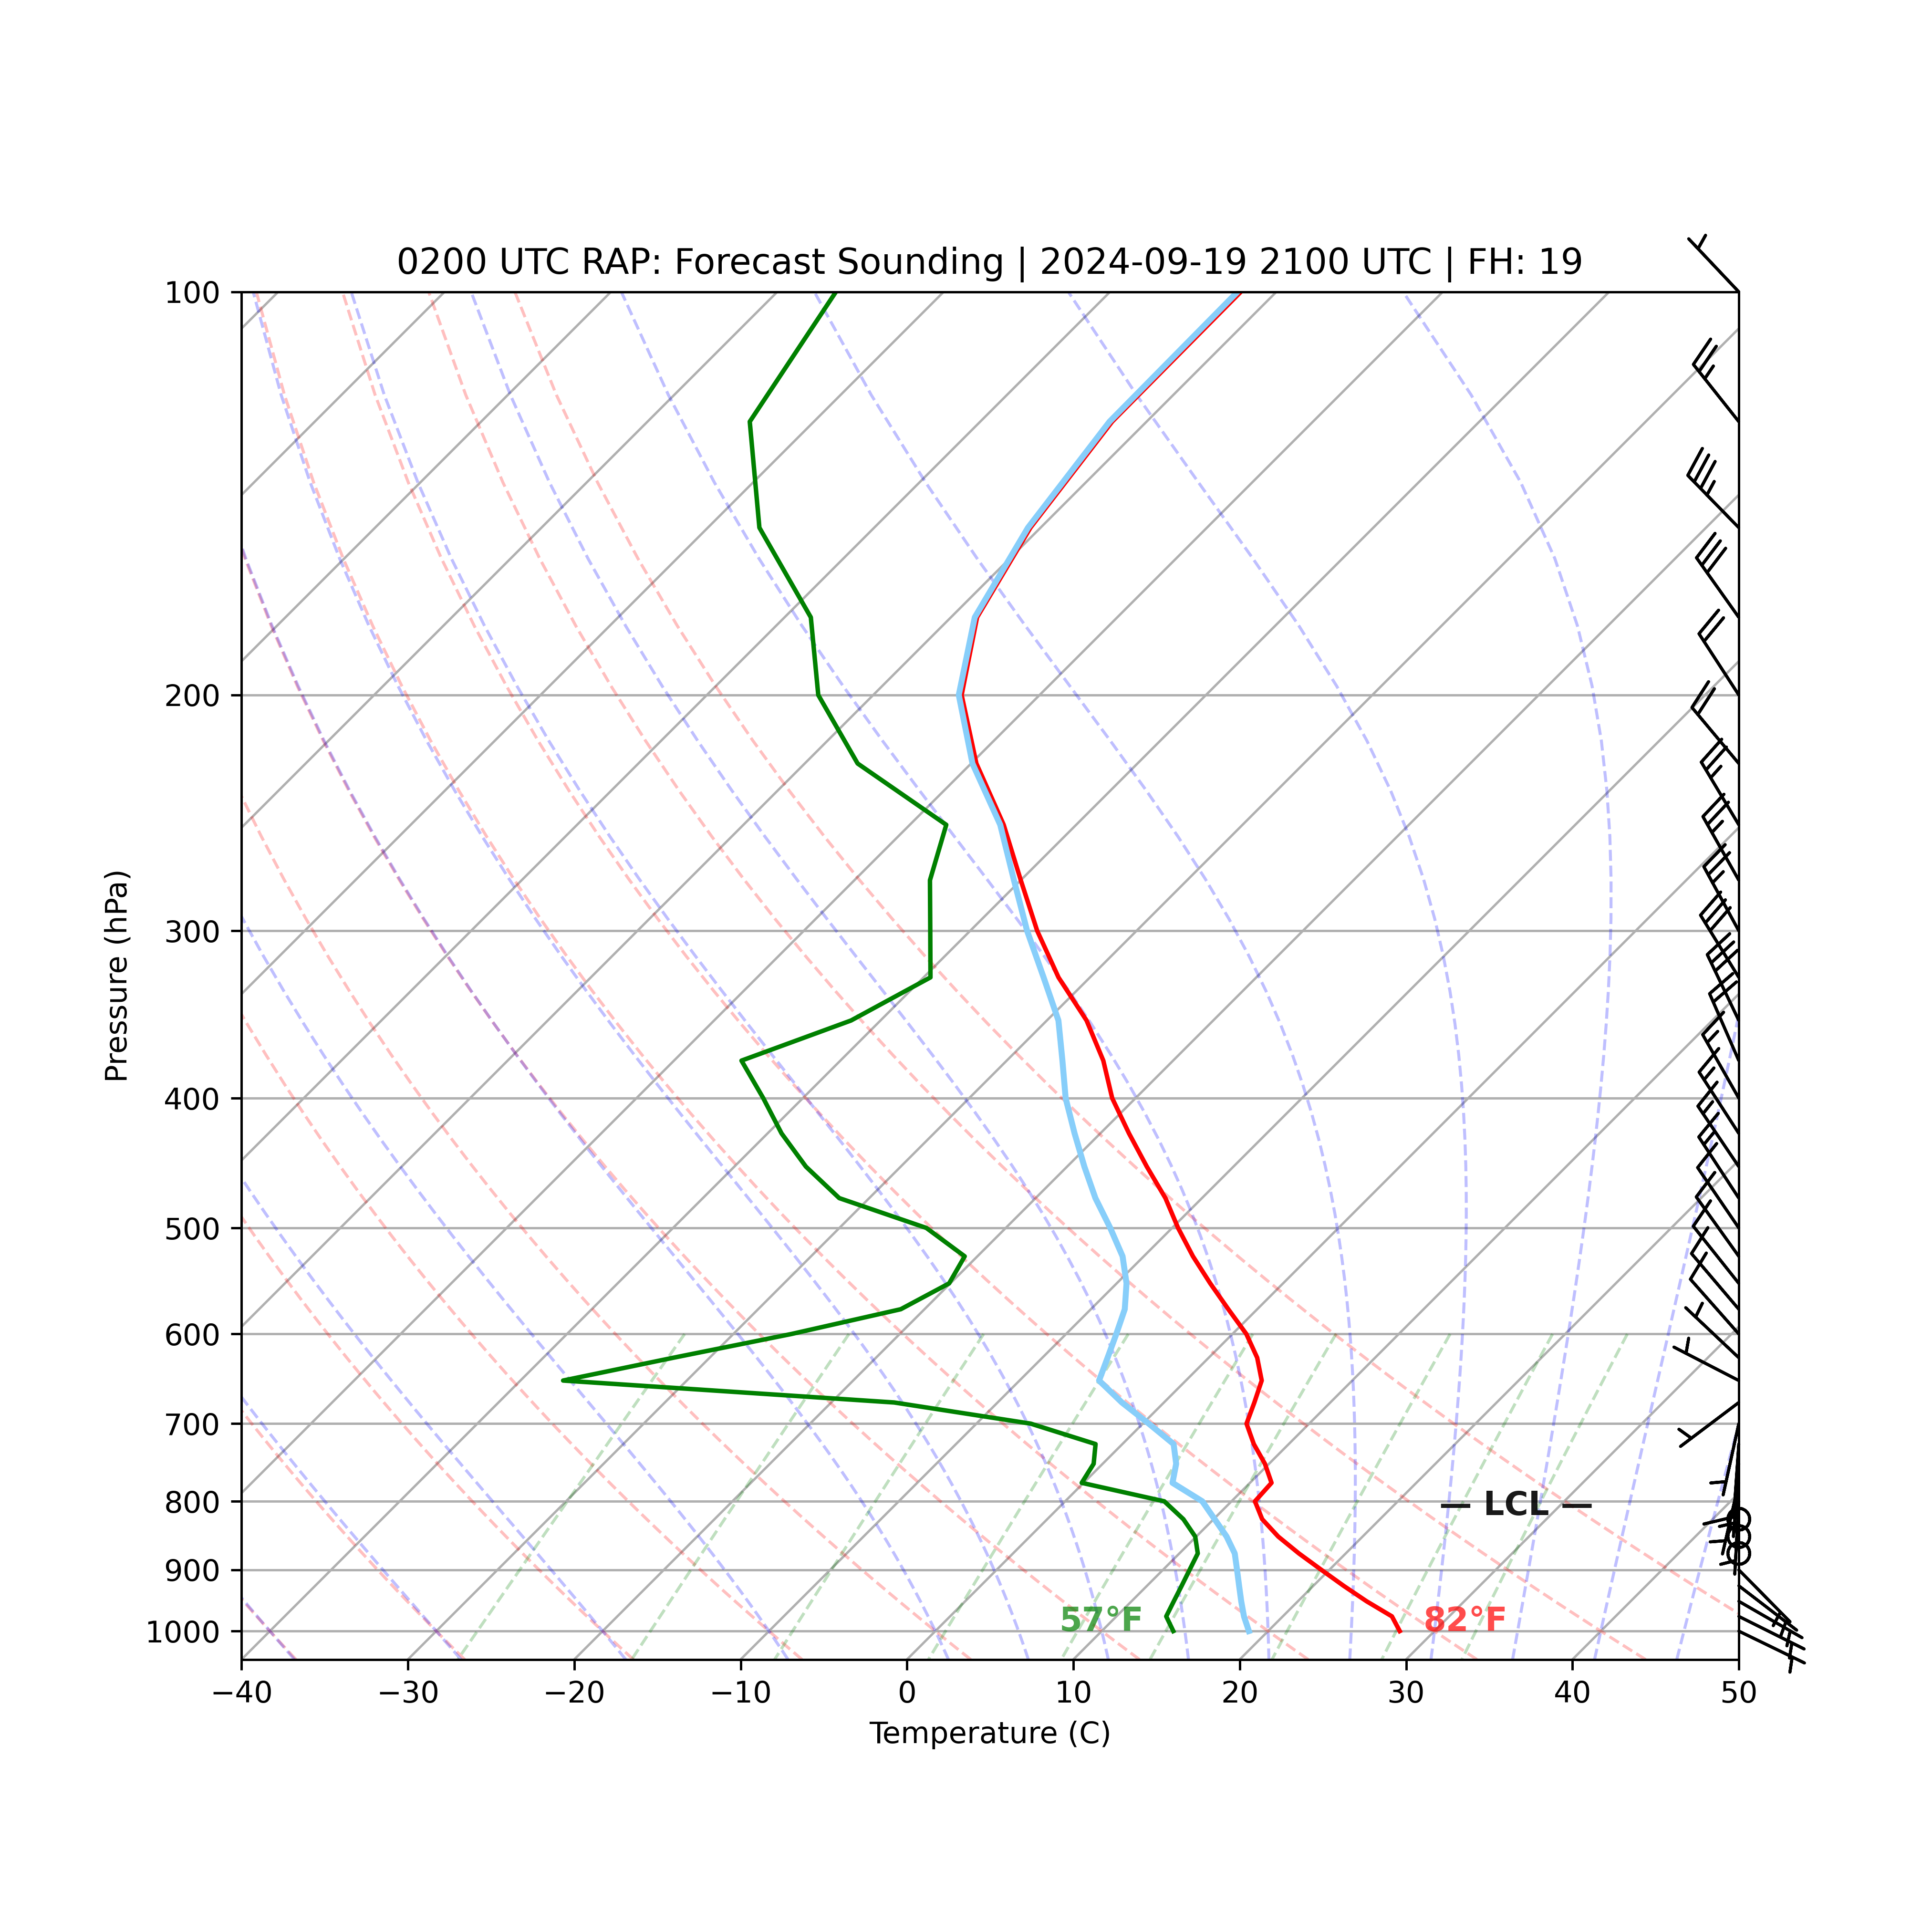 0200 UTC RAP: Forecast Sounding | 2024-09-19 2100 UTC | FH: 19
100
200
300
400
500
600
700
800
900
1000
Pressure (hPa)
— LCL —
57°F
82°F
−40 −30 −20 −10 0 10 20 30 40 50
Temperature (C)